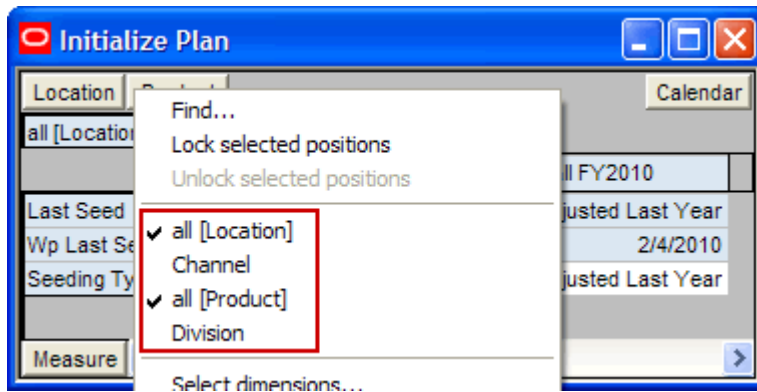 Initialize Plan
Location
Calendar
all [Location
Find...
Lock selected positions
Unlock selected positions
FY2010
Last Seed
justed Last Year
all [Location]
Wp Last Se
2/4/2010
Channel
Seeding Ty
justed Last Year
all [Product]
Division
Measure
Select dimensions...